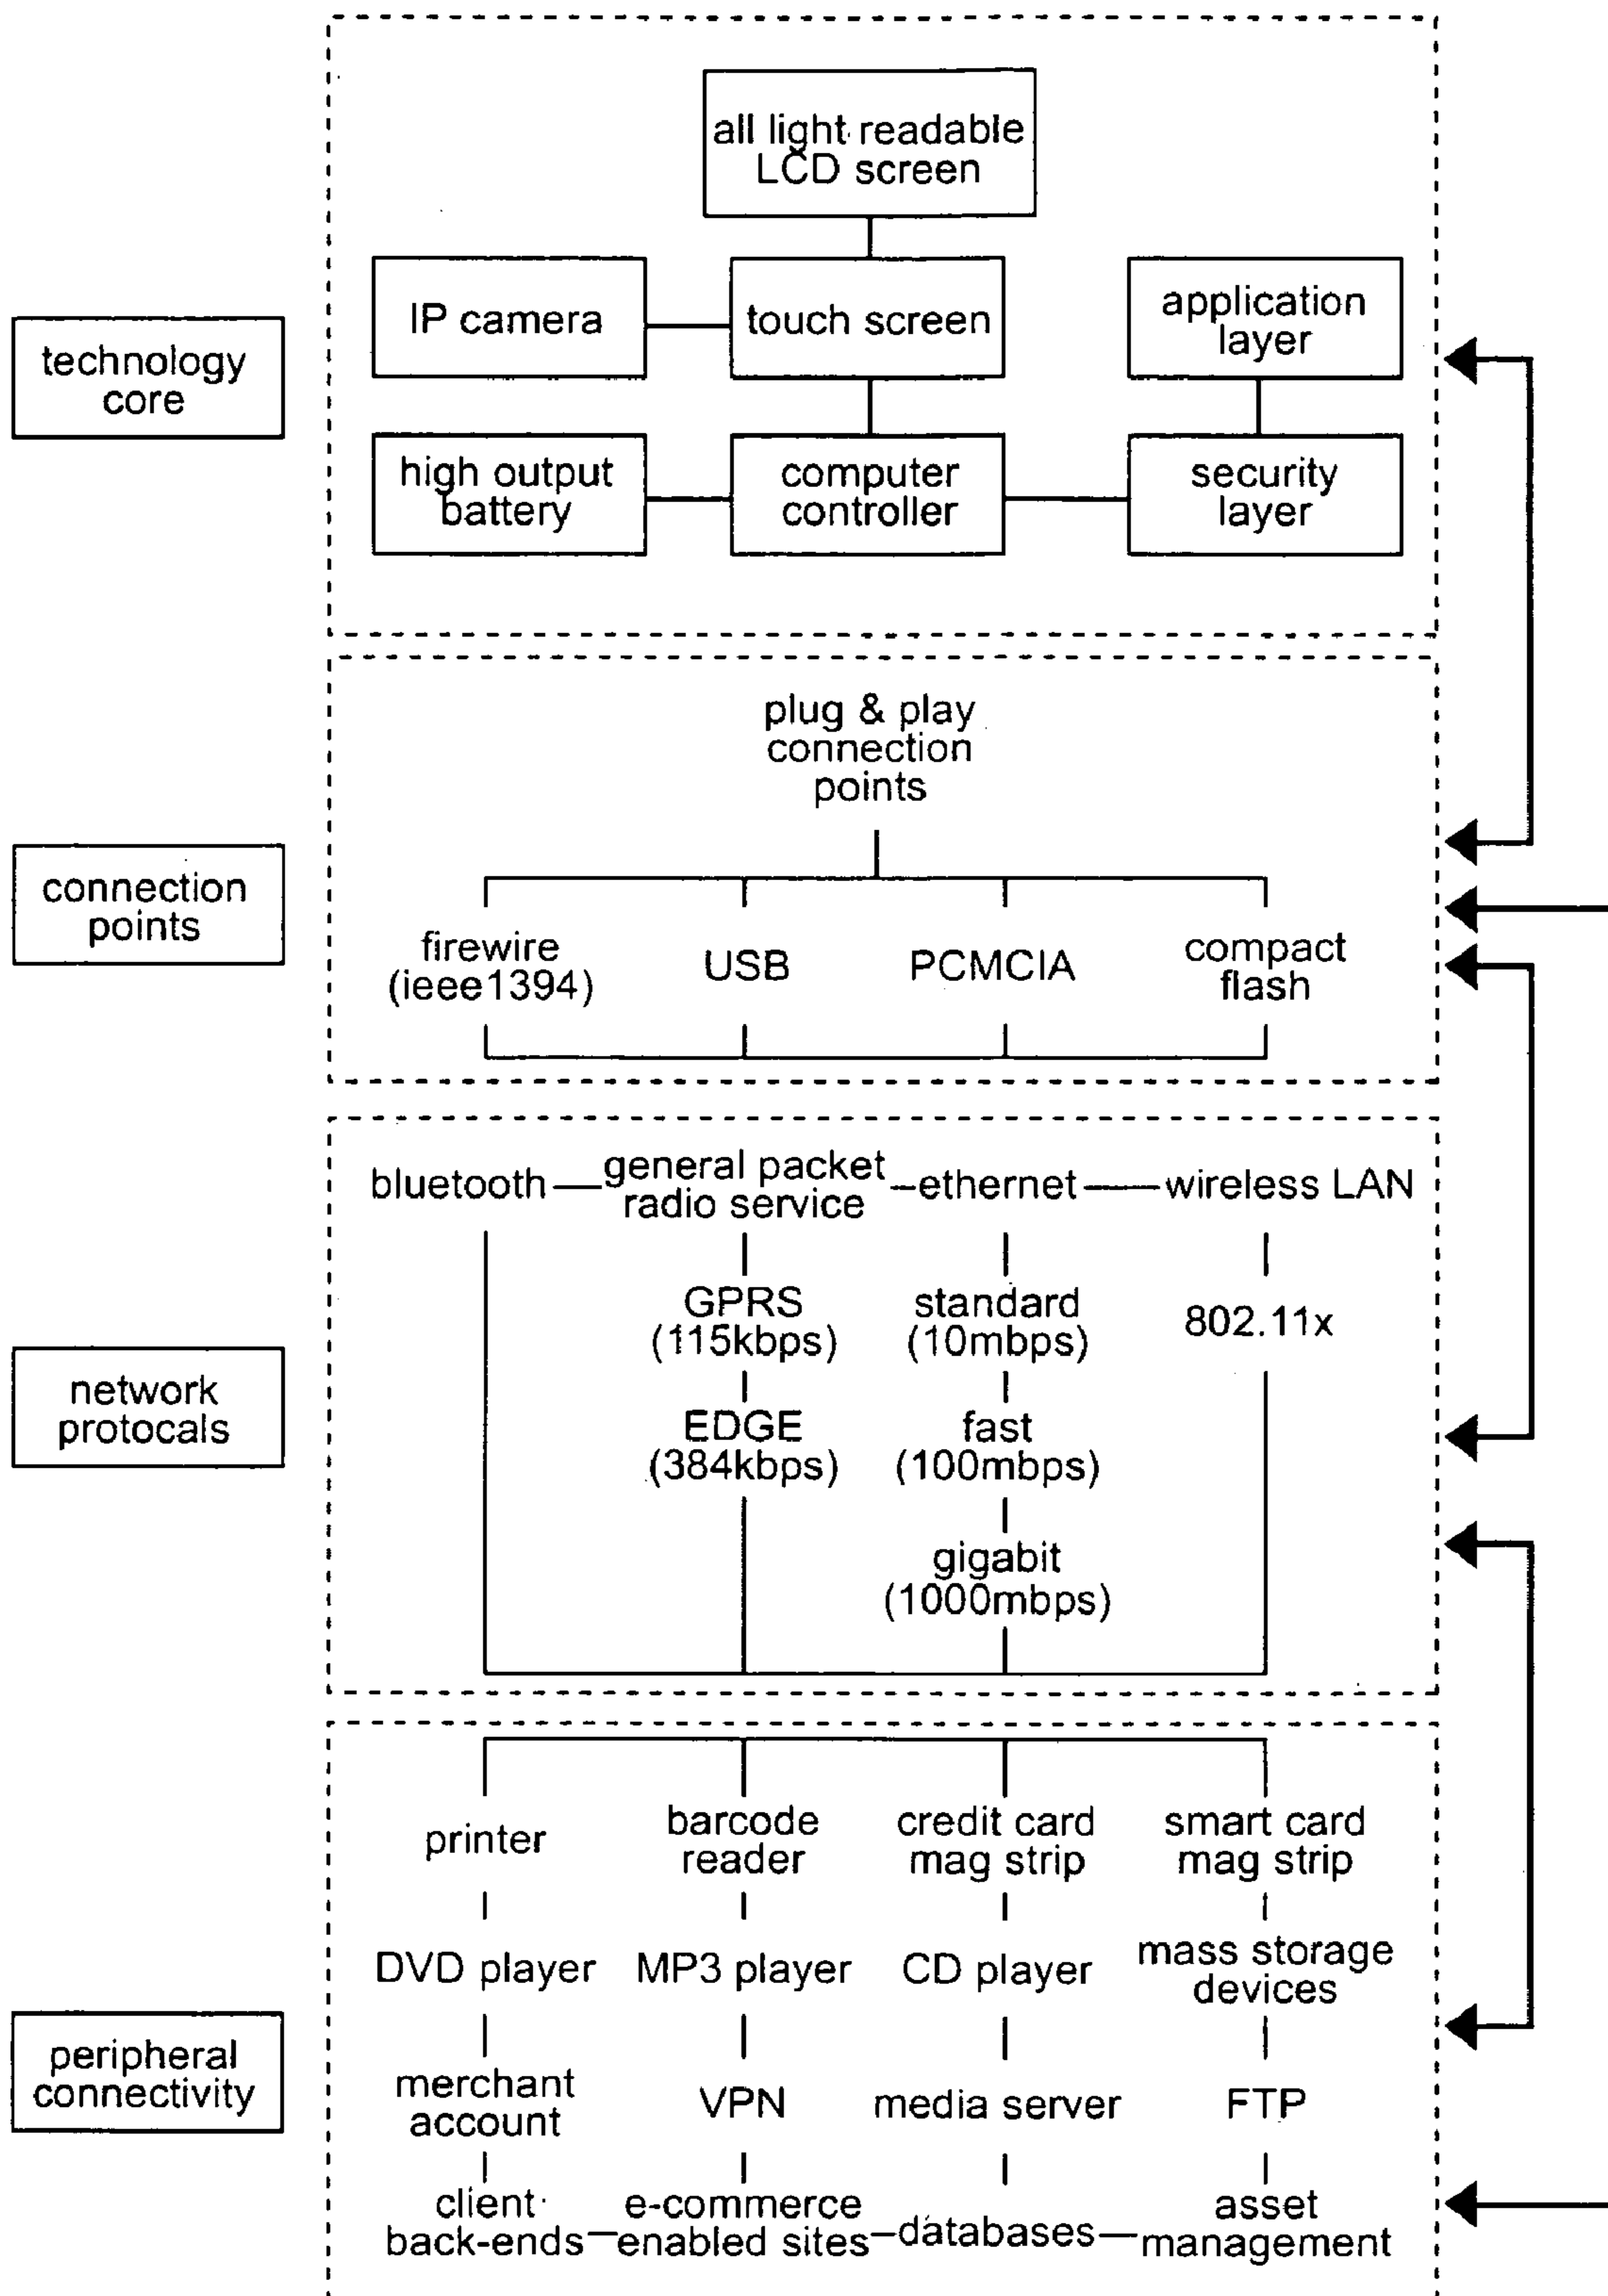 all light readable
LCD screen
IP camera
touch screen
application
layer
technology
core
high output
battery
computer
controller
security
layer
plug & play
connection
points
connection
points
firewire
(ieee1394)
USB
PCMCIA
compact
flash
bluetooth
general packet
radio service
ethernet
wireless LAN
GPRS
(115kbps)
standard
(10mbps)
802.11x
network
protocals
EDGE
(384kbps)
fast
(100mbps)
gigabit
(1000mbps)
printer
barcode
reader
credit card
mag strip
smart card
mag strip
DVD player
MP3 player
CD player
mass storage
devices
peripheral
connectivity
merchant
account
VPN
media server
FTP
client
back-ends
e-commerce
enabled sites
databases
asset
management